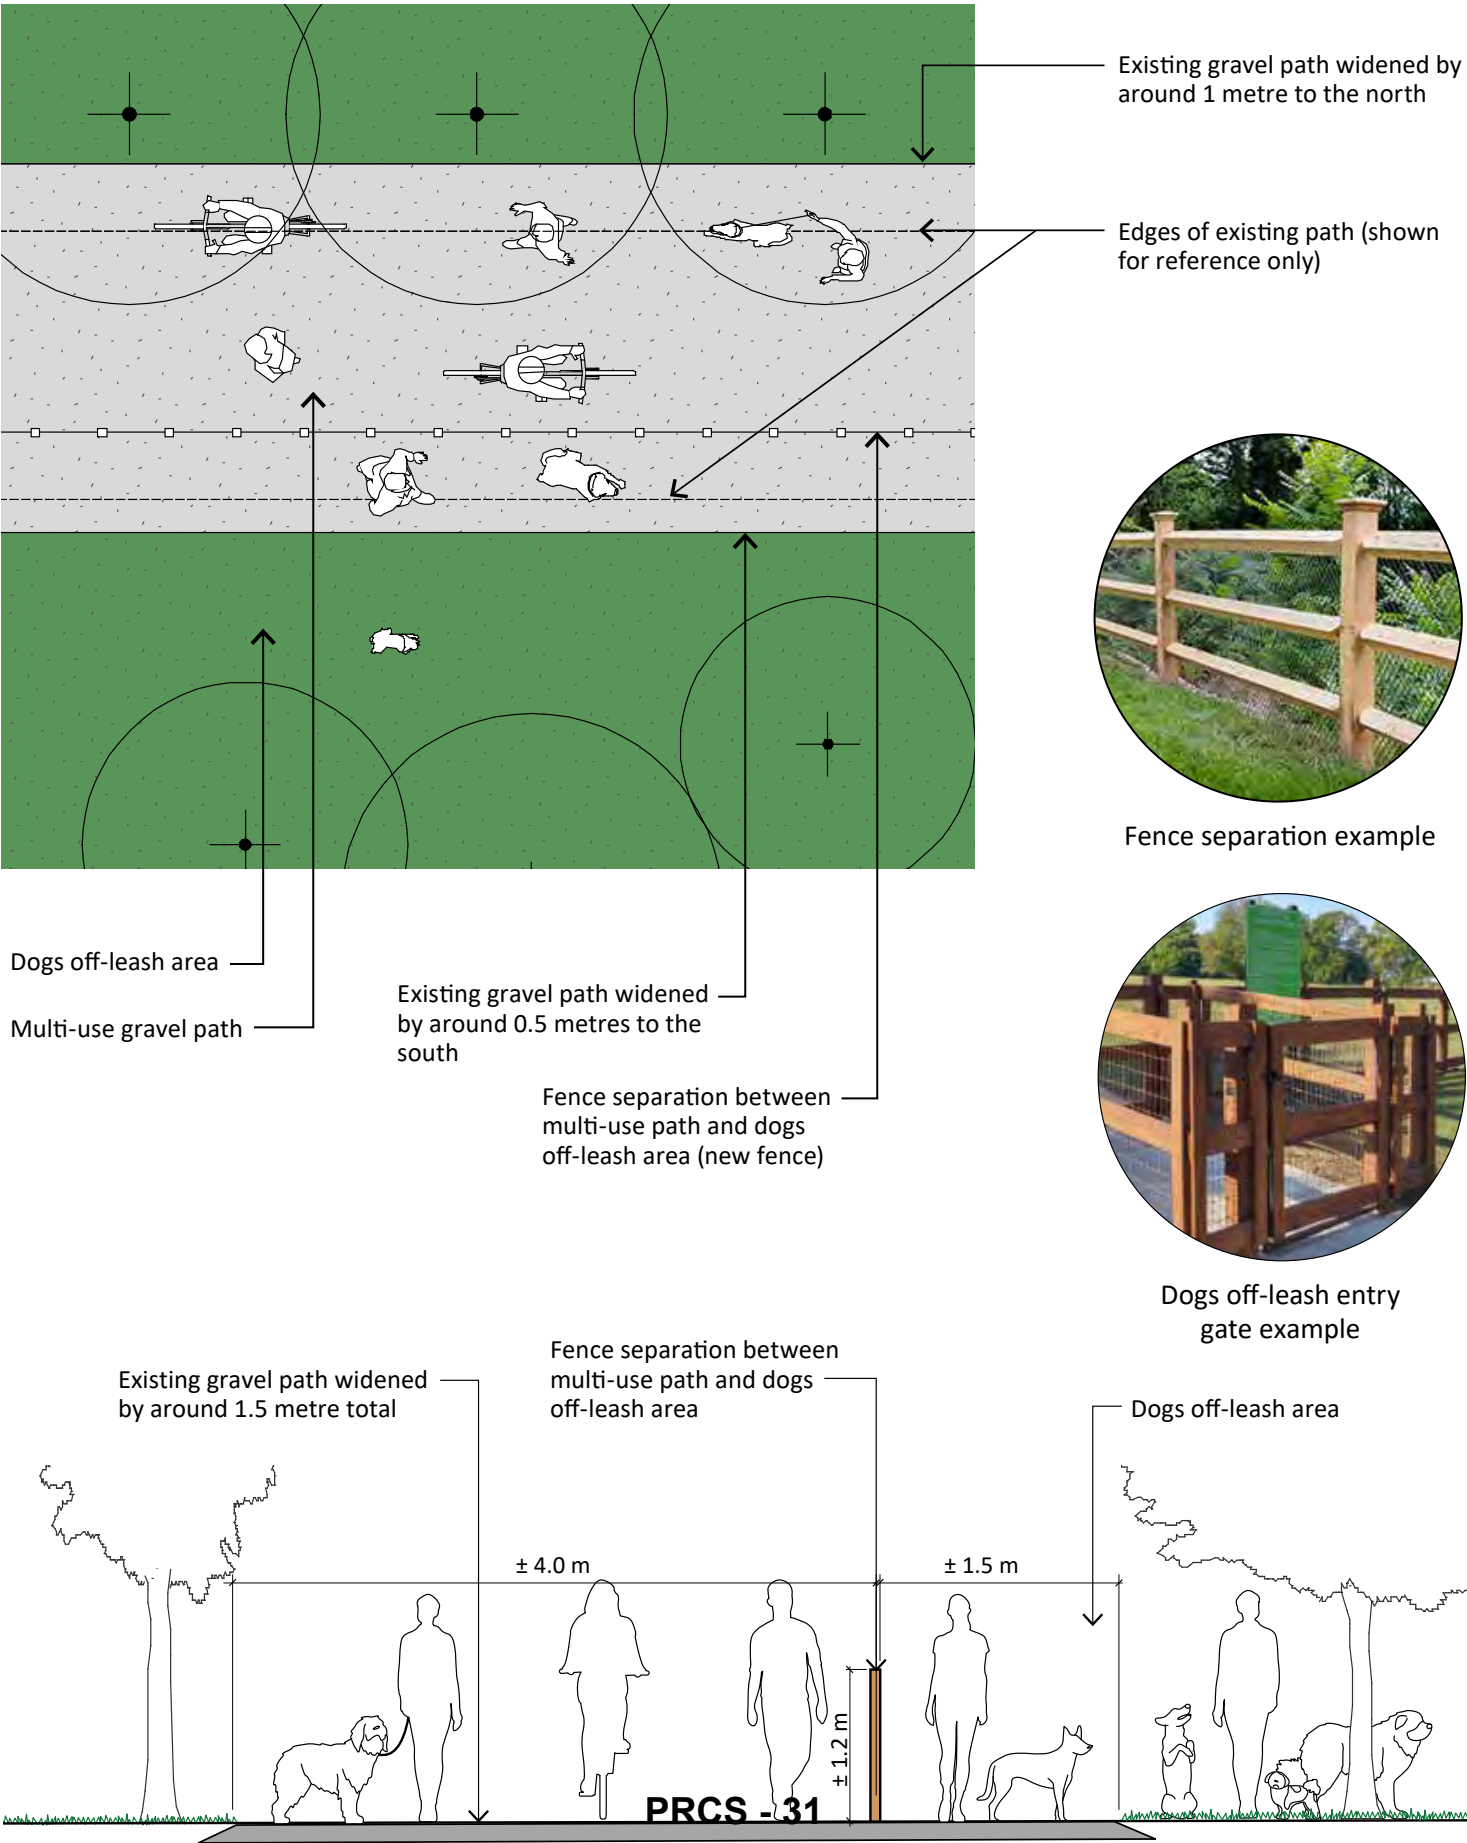 Existing gravel path widened by
around 1 metre to the north
Edges of existing path (shown
for reference only)
Fence separation example
Dogs off-leash area
Multi-use gravel path
Existing gravel path widened
by around 0.5 metres to the
south
Fence separation between
multi-use path and dogs
off-leash area (new fence)
Dogs off-leash entry
gate example
Existing gravel path widened
by around 1.5 metre total
Fence separation between
multi-use path and dogs
off-leash area
Dogs off-leash area
± 4.0 m
± 1.5 m
± 1.2 m
PRCS - 31